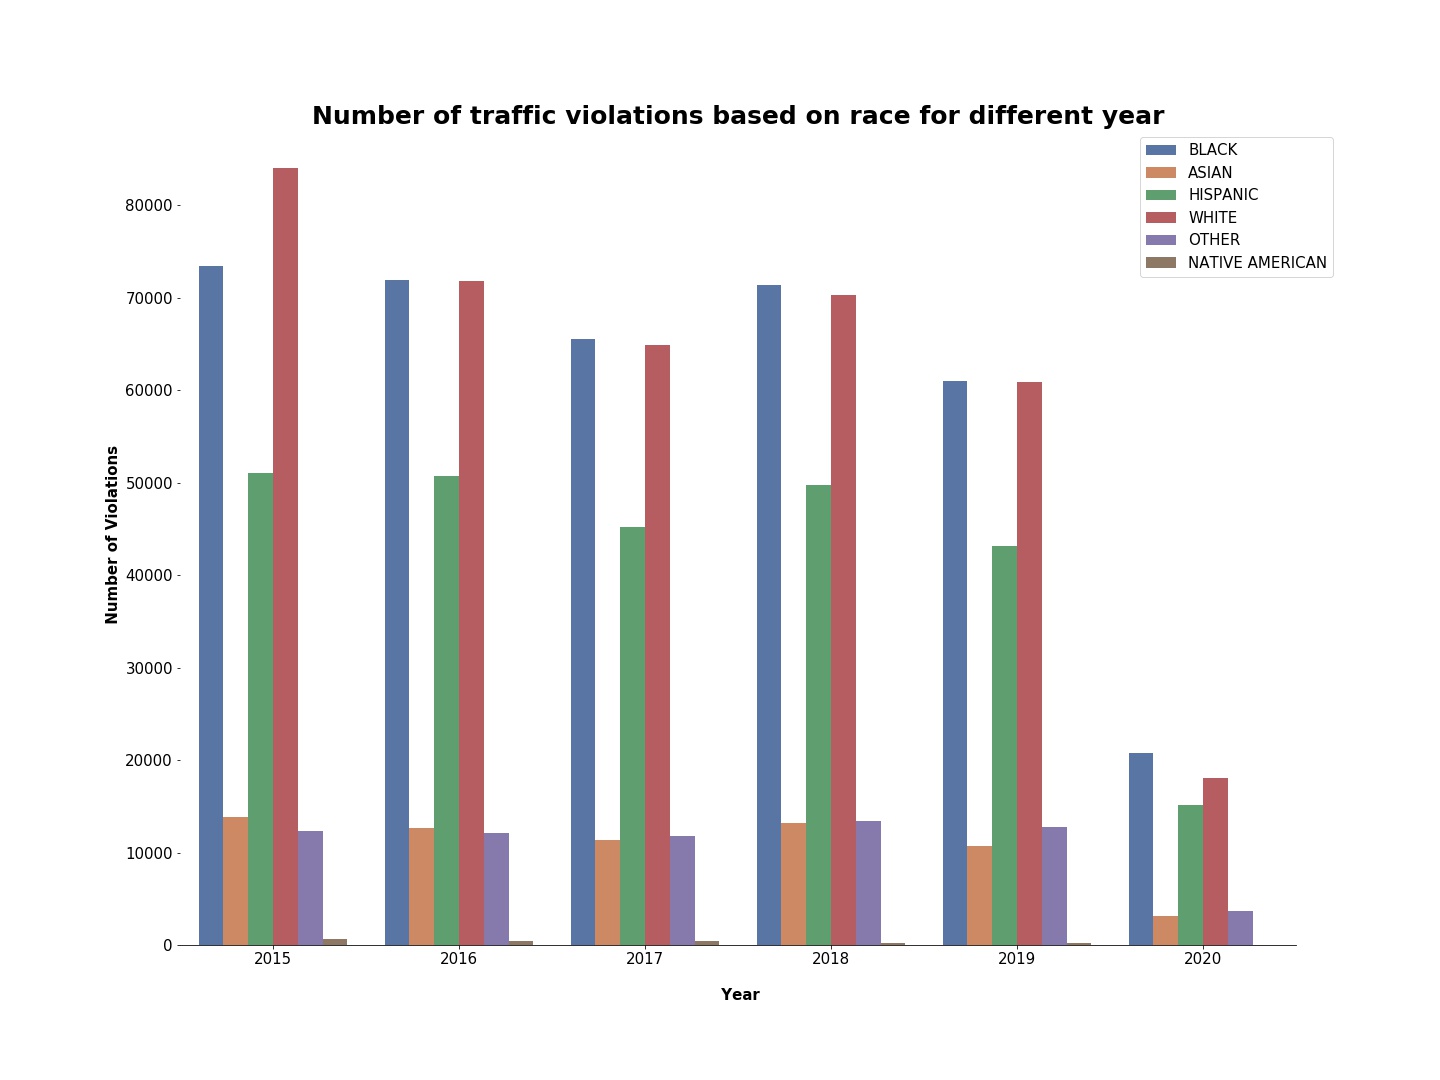 Number of traffic violations based on race for different year
BLACK
ASIAN
HISPANIC
WHITE
OTHER
NATIVE AMERICAN
80000
70000
60000
50000
40000
30000
20000
10000
0
Number of Violations
2015 2016 2017 2018 2019 2020
Year